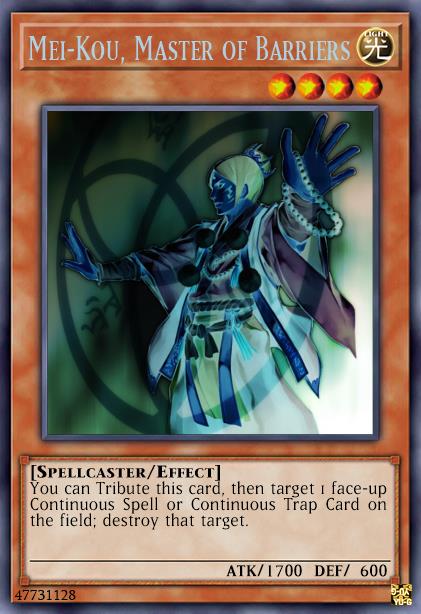 Mei-Kou, Master of Barriers
LIGHT
光
[Spellcaster/Effect]
You can Tribute this card, then target 1 face-up
Continuous Spell or Continuous Trap Card on
the field; destroy that target.
ATK/1700 DEF/ 600
47731128